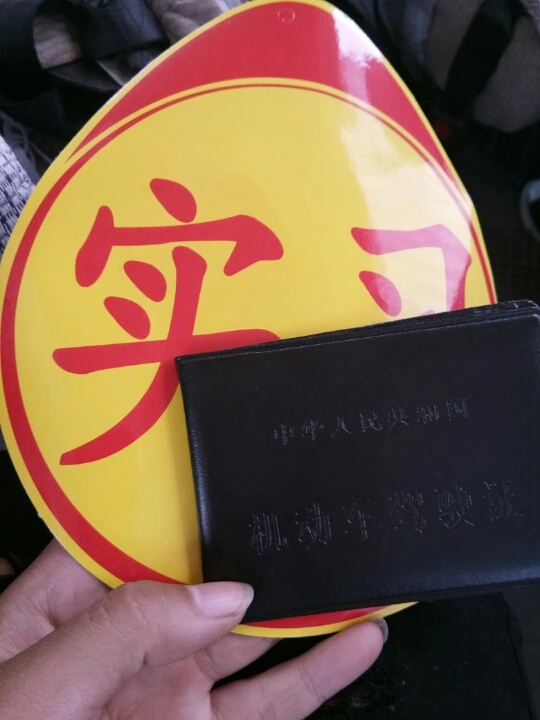 实习
中华人民共和国
机动车驾驶证